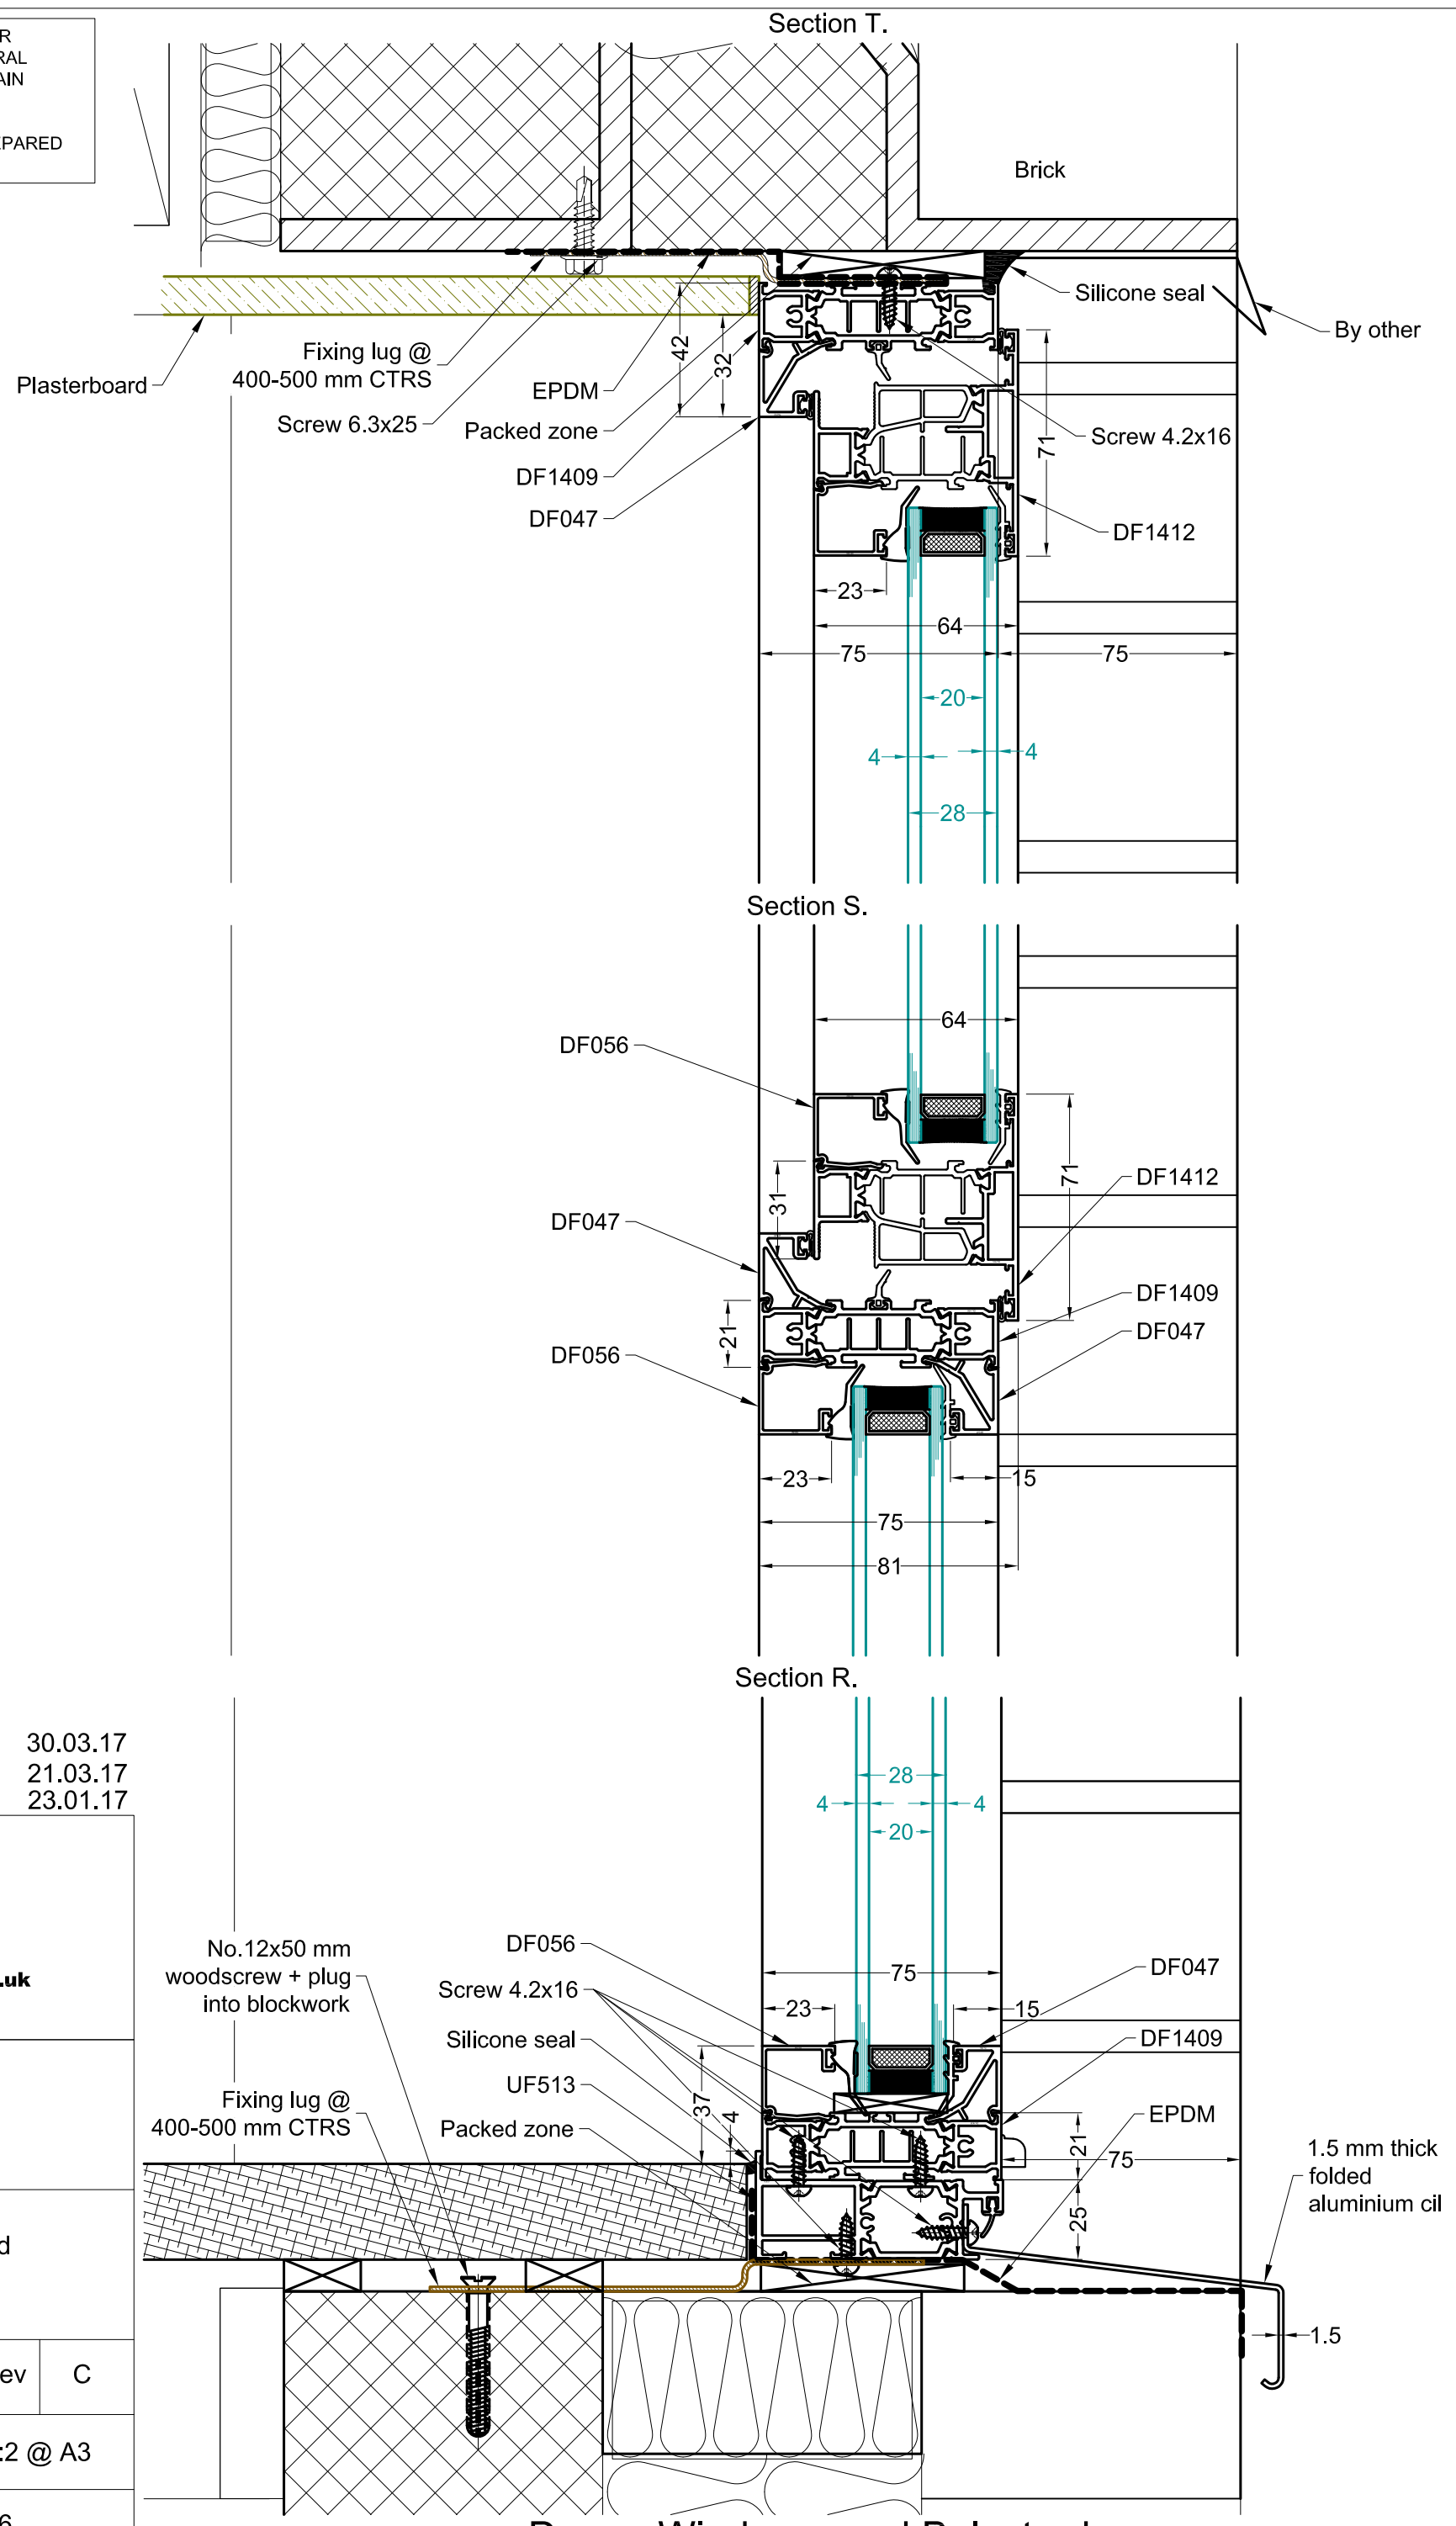 Section T.
Brick
Silicone seal
By other
Plasterboard
Fixing lug @
400-500 mm CTRS
Screw 6.3x25
EPDM
Packed zone
DF1409
DF047
42
32
Screw 4.2x16
71
DF1412
23
64
75
75
20
4
4
28
Section S.
64
DF056
71
DF1412
31
DF047
DF1409
21
DF047
DF056
23
15
75
81
Section R.
30.03.17
21.03.17
23.01.17
28
4
4
20
.uk
No.12x50 mm
woodscrew + plug
into blockwork
DF056
Screw 4.2x16
Silicone seal
UF513
Packed zone
Fixing lug @
400-500 mm CTRS
75
23
15
DF047
DF1409
37
4
21
EPDM
75
25
1.5 mm thick
folded
aluminium cil
1.5
C
:2 @ A3